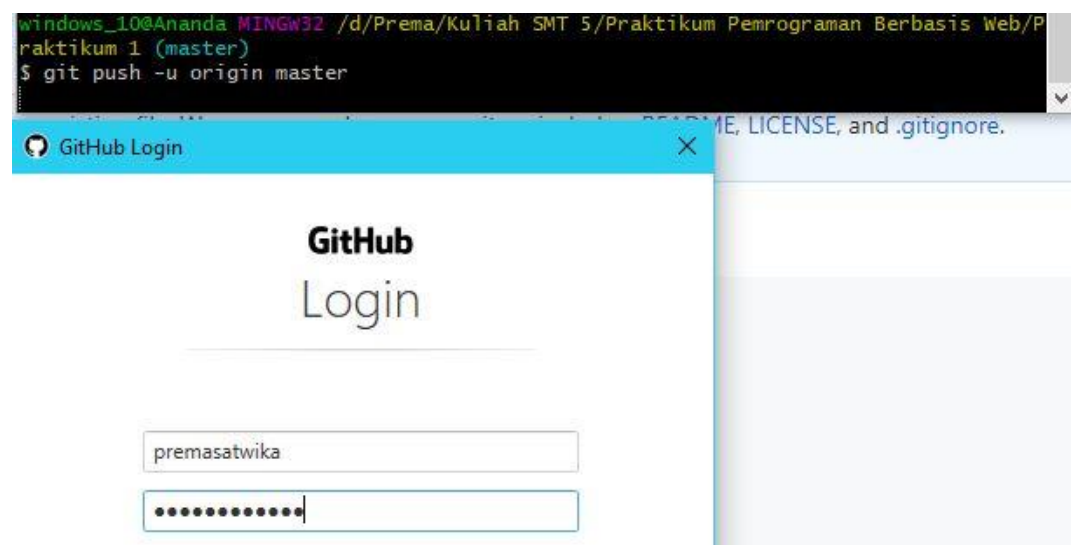 windows_10@Ananda MINGW32 /d/Prema/Kuliah SMT 5/Praktikum Pemrograman Berbasis Web/P
raktikum 1 (master)
$ git push -u origin master
README, LICENSE, and .gitignore.
GitHub Login
GitHub
Login
premasatwika
••••••••••••